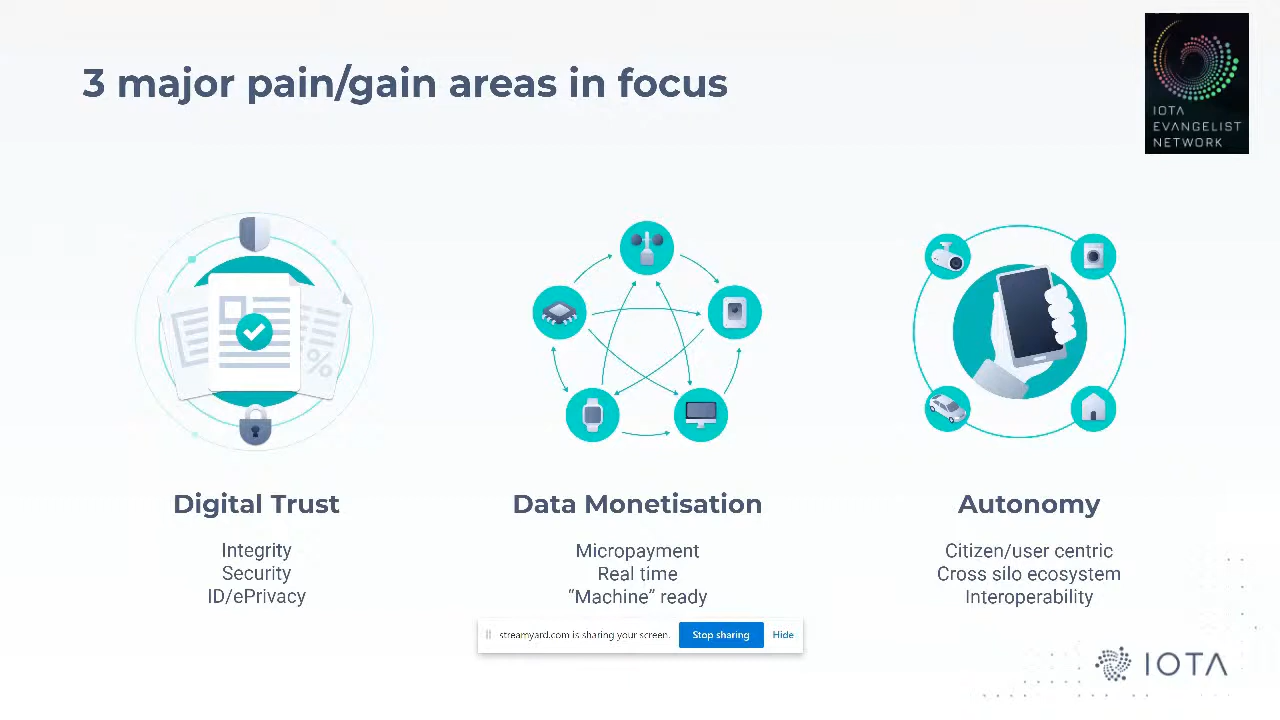 3 major pain/gain areas in focus
IOTA
EVANGELIST
NETWORK
%
Digital Trust
Integrity
Security
ID/ePrivacy
Data Monetisation
Micropayment
Real time
“Machine” ready
Autonomy
Citizen/user centric
Cross silo ecosystem
Interoperability
streamyard.com is sharing your screen. Stop sharing Hide
IOTA